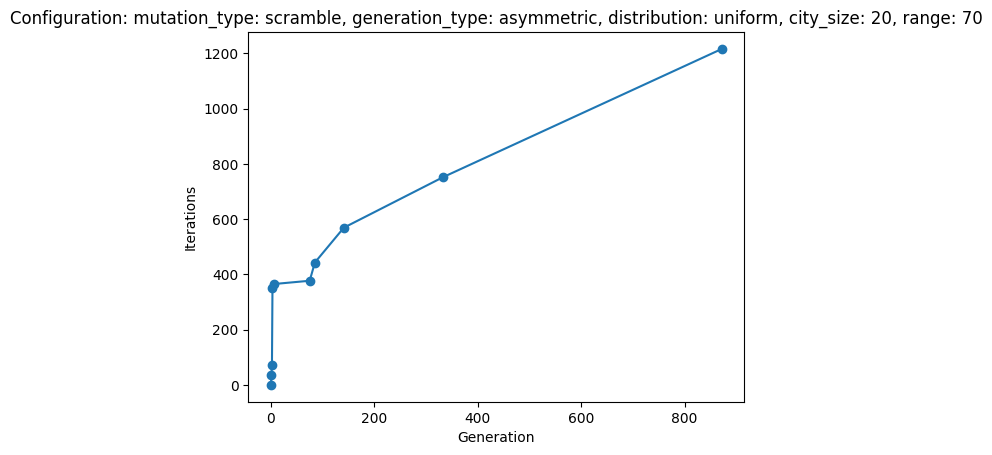 Configuration: mutation_type: scramble, generation_type: asymmetric, distribution: uniform, city_size: 20, range: 70
1200
1000
800
600
400
200
0
Iterations
0 200 400 600 800
Generation